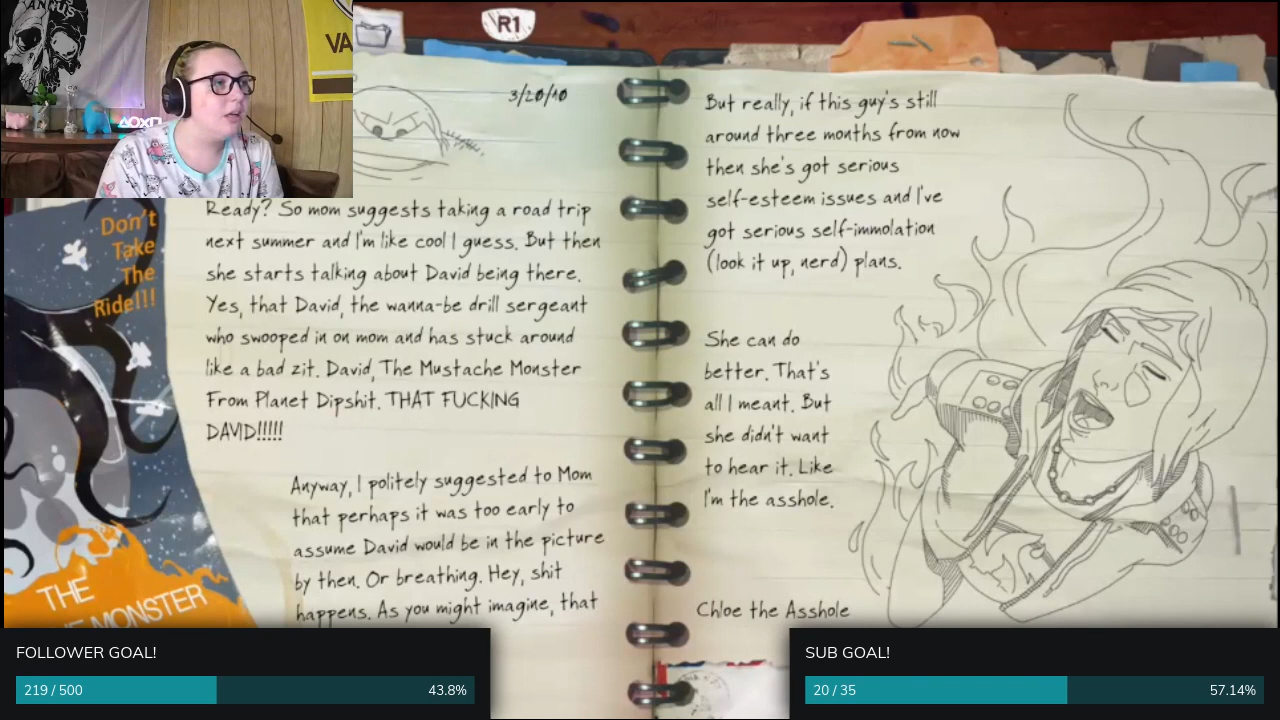 R1
VA
3/20/10
Don't
Take
The
Ride!!!
Ready? So mom suggests taking a road trip
next summer and I'm like cool I guess. But then
she starts talking about David being there.
Yes, that David, the wanna-be drill sergeant
who swooped in on mom and has stuck around
like a bad zit. David, The Mustache Monster
From Planet Dipshit. THAT FUCKING
DAVID!!!!!
Anyway, I politely suggested to Mom
that perhaps it was too early to
assume David would be in the picture
by then. Or breathing. Hey, shit
happens. As you might imagine, that
THE
MONSTER
But really, if this guy's still
around three months from now
then she's got serious
self-esteem issues and I've
got serious self-immolation
(look it up, nerd) plans.
She can do
better. That's
all I meant. But
she didn't want
to hear it. Like
I'm the asshole.
Chloe the Asshole
FOLLOWER GOAL!
219 / 500
43.8%
SUB GOAL!
20 / 35
57.14%